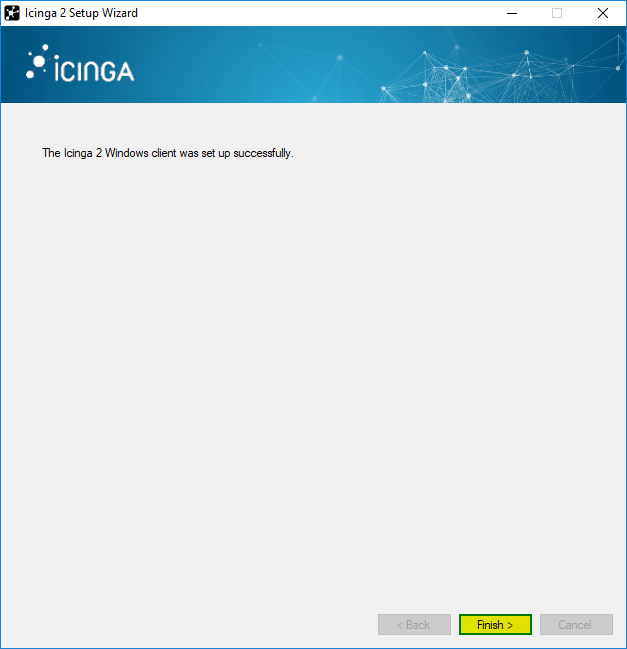 Icinga 2 Setup Wizard
ICINGA
The Icinga 2 Windows client was set up successfully.
< Back
Finish >
Cancel